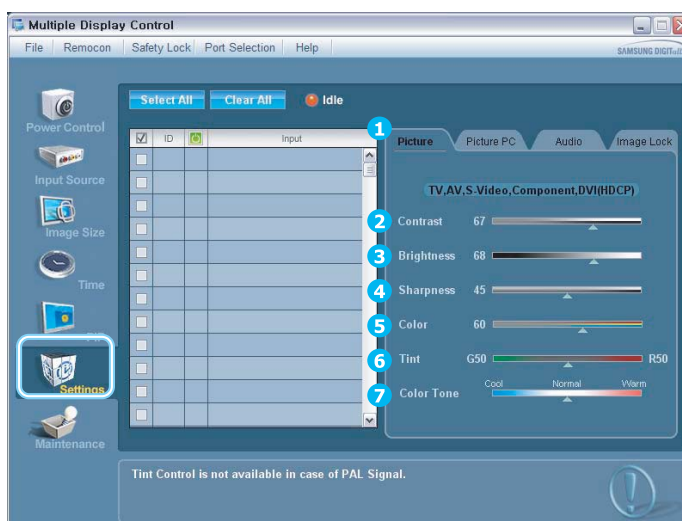 Multiple Display Control
File Remocon Safety Lock Port Selection Help
SAMSUNG DIGITall
Select All Clear All Idle
Power Control
Input Source
Image Size
Time
PIP
Settings
Maintenance
ID Input
1
Picture Picture PC Audio Image Lock
TV,AV,S-Video,Component,DVI(HDCP)
2 Contrast 67
3 Brightness 68
4 Sharpness 45
5 Color 60
6 Tint G50 R50
7 Color Tone Cool Normal Warm
Tint Control is not available in case of PAL Signal.